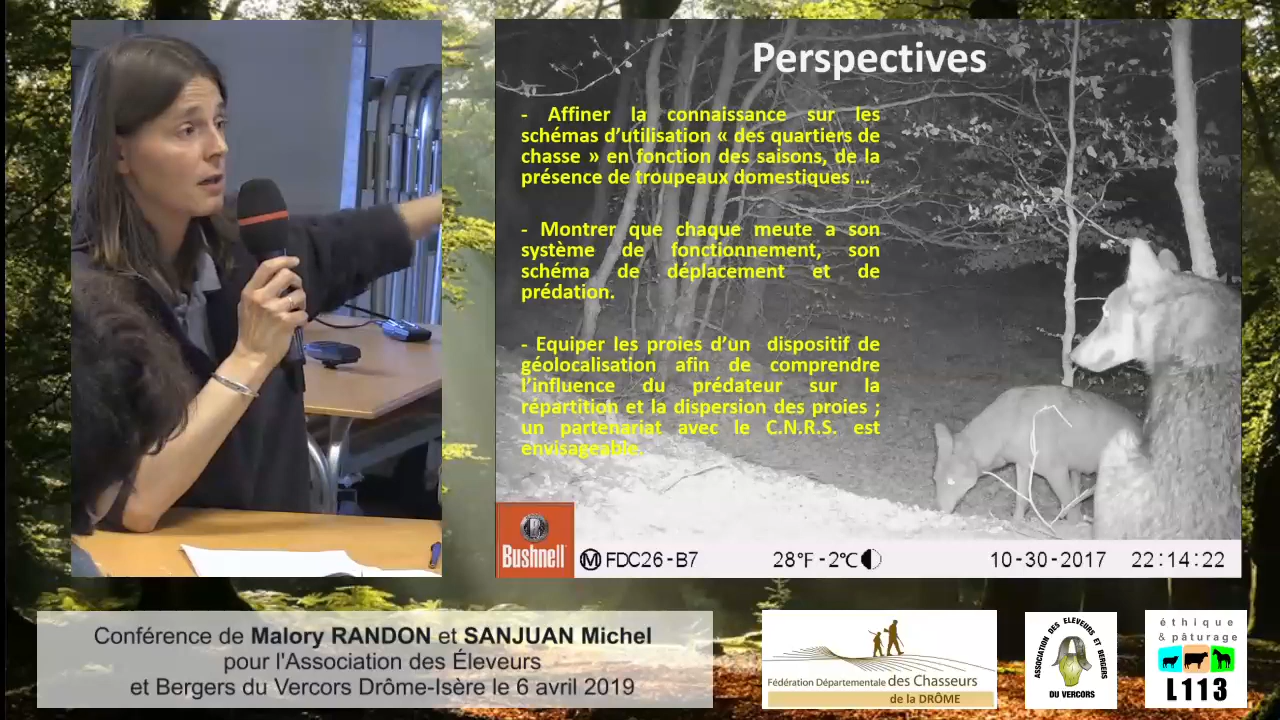 Perspectives
- Affiner la connaissance sur les
schémas d'utilisation « des quartiers de
chasse » en fonction des saisons, de la
présence de troupeaux domestiques ...
- Montrer que chaque meute a son
système de fonctionnement, son
schéma de déplacement et de
prédation.
- Equiper les proies d'un dispositif de
géolocalisation afin de comprendre
l'influence du prédateur sur la
répartition et la dispersion des proies ;
un partenariat avec le C.N.R.S. est
envisageable.
Bushnell
M FDC26-B7 28°F -2°C 10-30-2017 22:14:22
Conférence de Malory RANDON et SANJUAN Michel
pour l'Association des Éleveurs
et Bergers du Vercors Drôme-Isère le 6 avril 2019
Fédération Départementale des Chasseurs
de la DRÔME
ASSOCIATION DES ELEVEURS ET BERGERS
DU VERCORS
éthique
& pâturage
L113